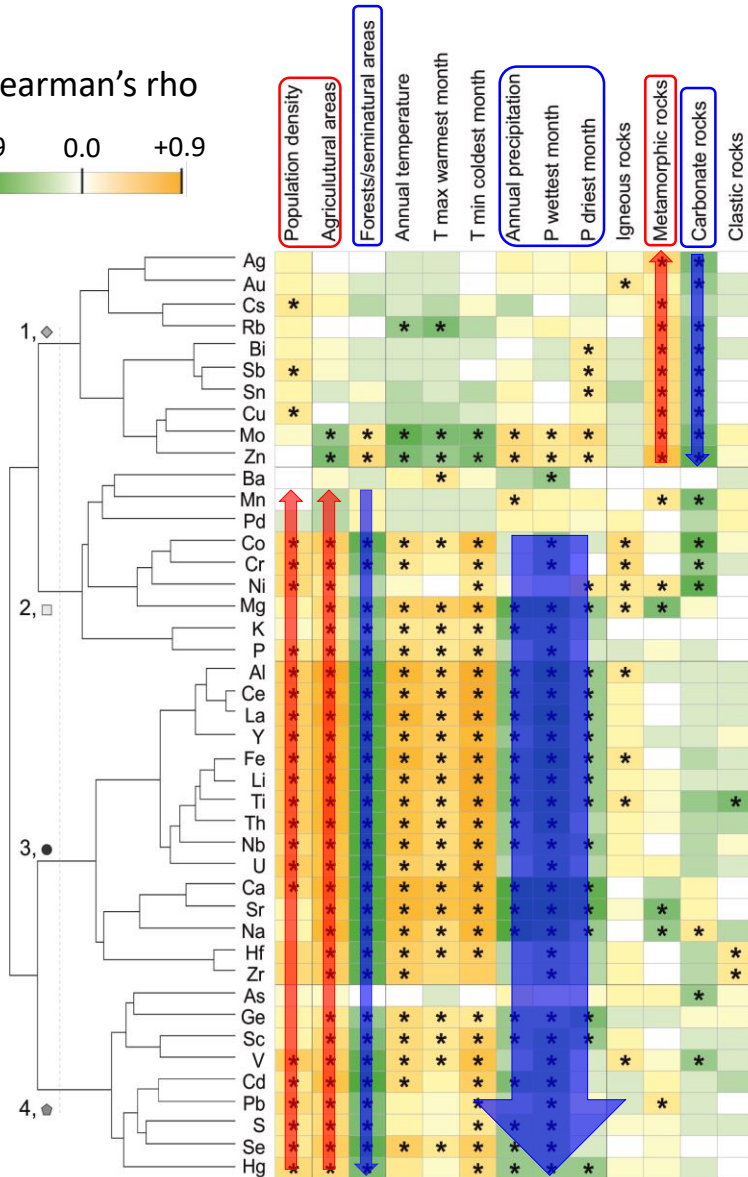 earman's rho
9 0.0 +0.9
Population density
Agriculutural areas
Forests/seminatural areas
Annual temperature
T max warmest month
T min coldest month
Annual precipitation
P wettest month
P driest month
Igneous rocks
Metamorphic rocks
Carbonate rocks
Clastic rocks
Ag
Au
Cs
1, Rb
Bi
Sb
Sn
Cu
Mo
Zn
Ba
Mn
Pd
Co
Cr
Ni
2, Mg
K
P
Al
Ce
La
Y
Fe
Li
Ti
Th
3, Nb
U
Ca
Sr
Na
Hf
Zr
As
Ge
Sc
V
Cd
4, Pb
S
Se
Hg